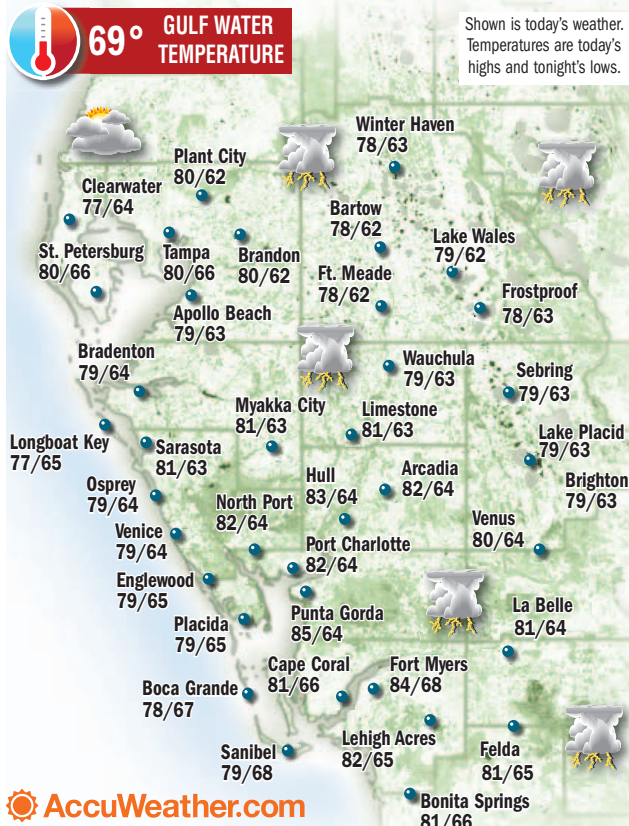 69°
GULF WATER
TEMPERATURE
Shown is today's weather.
Temperatures are today's
highs and tonight's lows.
Winter Haven
78/63
Plant City
80/62
Clearwater
77/64
Bartow
78/62
Lake Wales
79/62
St. Petersburg
80/66
Tampa
80/66
Brandon
80/62
Ft. Meade
78/62
Frostproof
78/63
Apollo Beach
79/63
Bradenton
79/64
Wauchula
79/63
Sebring
79/63
Myakka City
81/63
Limestone
81/63
Longboat Key
77/65
Sarasota
81/63
Lake Placid
79/63
Osprey
79/64
North Port
82/64
Hull
83/64
Arcadia
82/64
Brighton
79/63
Venice
79/64
Port Charlotte
82/64
Venus
80/64
Englewood
79/65
Punta Gorda
85/64
La Belle
81/64
Placida
79/65
Cape Coral
81/66
Fort Myers
84/68
Boca Grande
78/67
Lehigh Acres
82/65
Felda
81/65
Sanibel
79/68
Bonita Springs
81/66
AccuWeather.com